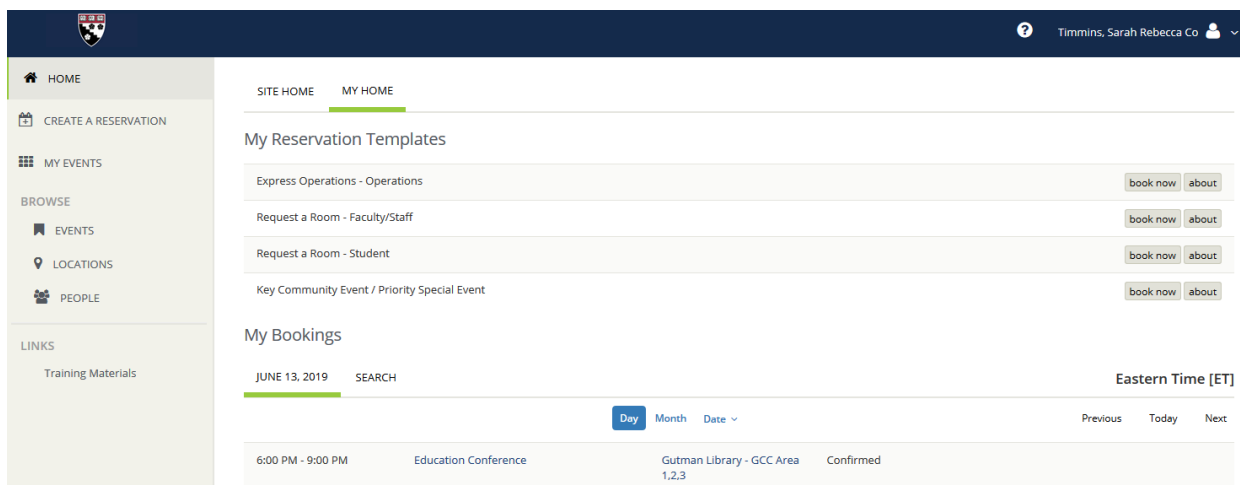 Timmins, Sarah Rebecca Co
HOME
CREATE A RESERVATION
MY EVENTS
BROWSE
EVENTS
LOCATIONS
PEOPLE
LINKS
Training Materials
SITE HOME MY HOME
My Reservation Templates
Express Operations - Operations book now about
Request a Room - Faculty/Staff book now about
Request a Room - Student book now about
Key Community Event / Priority Special Event book now about
My Bookings
JUNE 13, 2019 SEARCH Eastern Time [ET]
Day Month Date Previous Today Next
6:00 PM - 9:00 PM Education Conference Gutman Library - GCC Area Confirmed
1,2,3